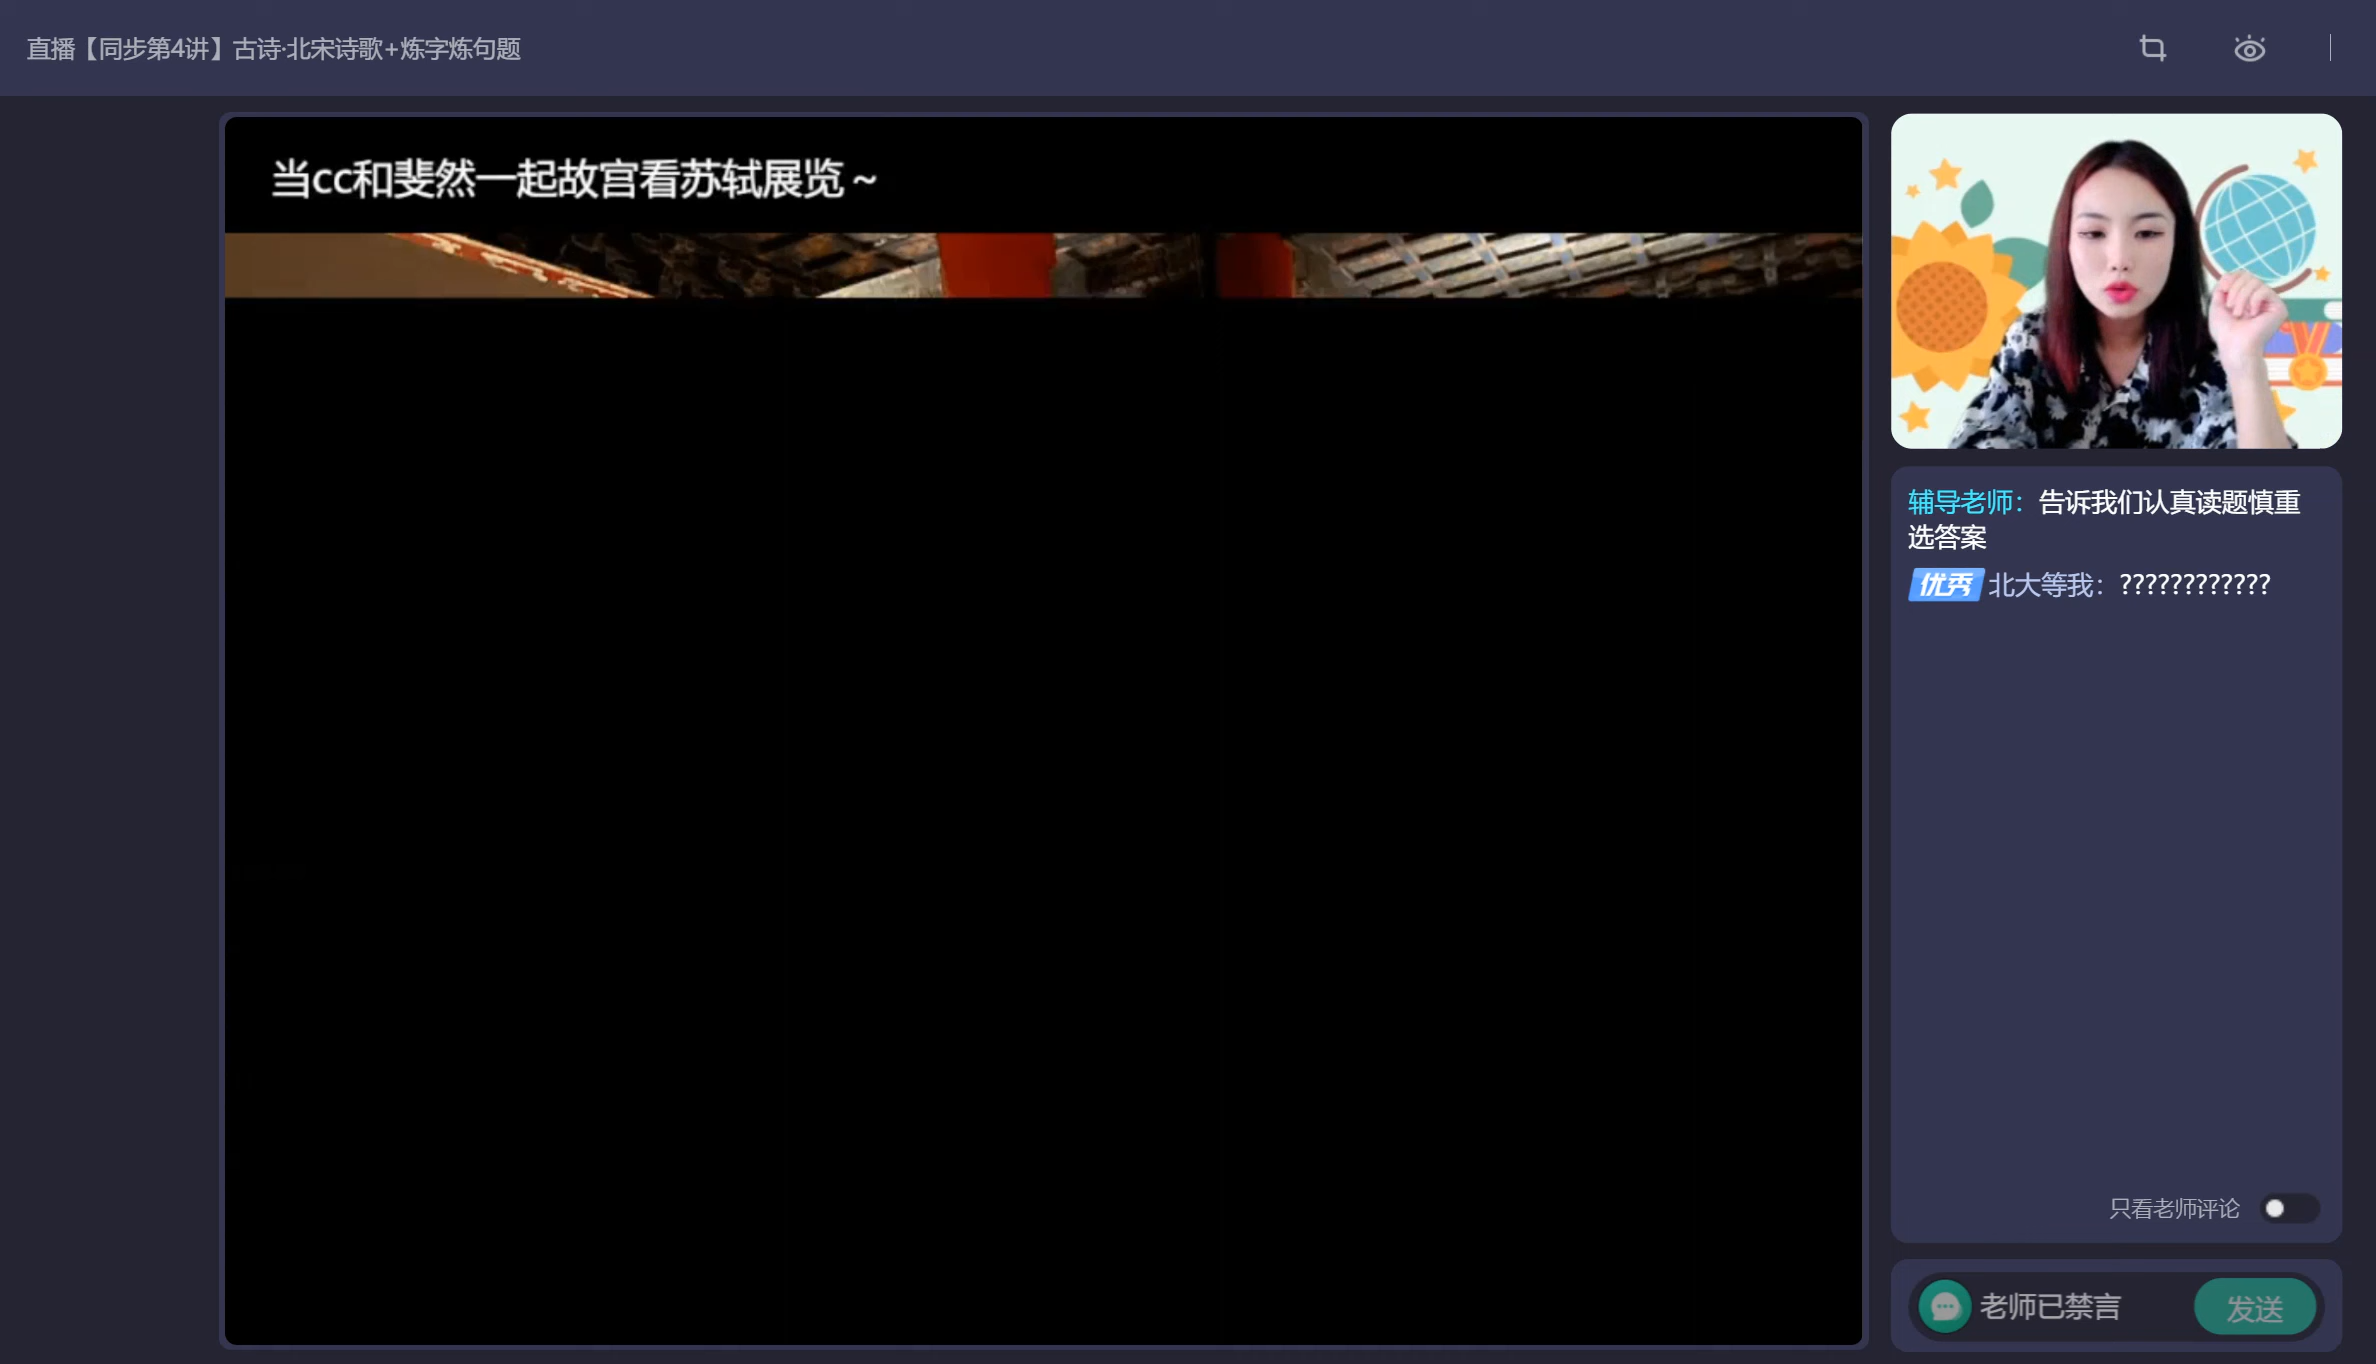 直播【同步第4讲】古诗·北宋诗歌+炼字炼句题
当cc和斐然一起故宫看苏轼展览～
辅导老师：告诉我们认真读题慎重
选答案
优秀 北大等我：????????????
只看老师评论
老师已禁言 发送